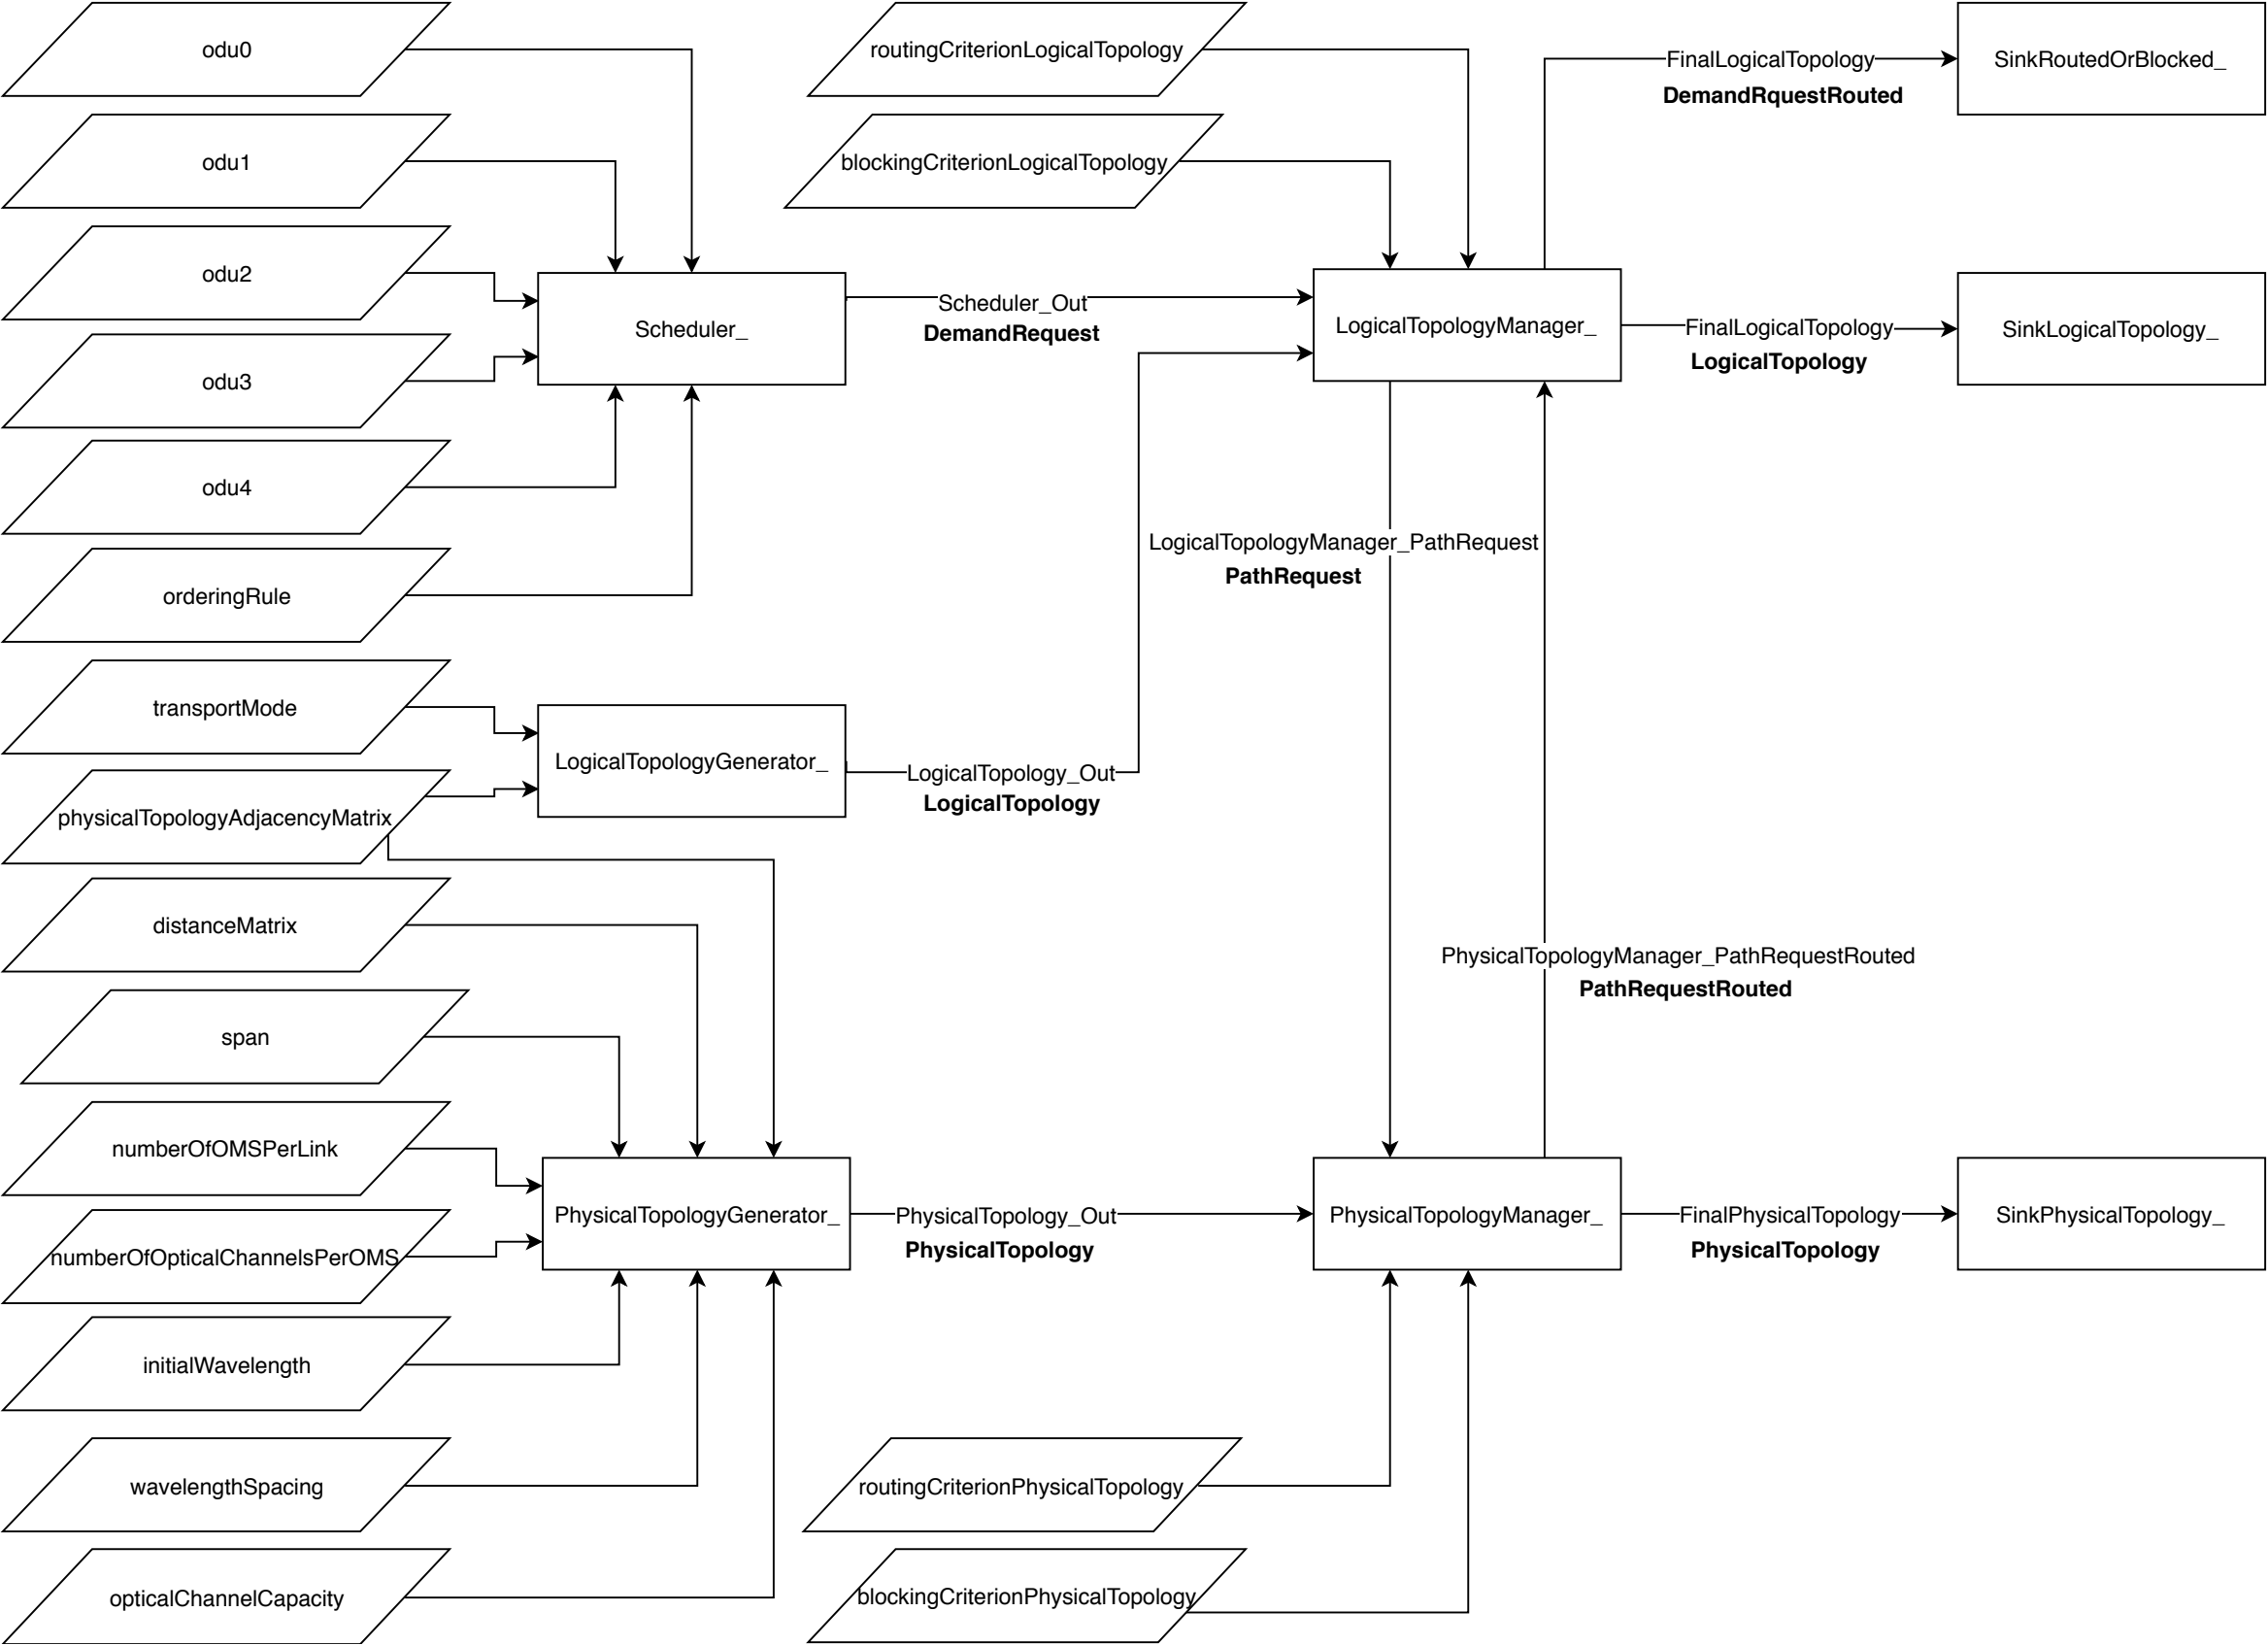 odu0
odu1
odu2
odu3
odu4
orderingRule
transportMode
physicalTopologyAdjacencyMatrix
distanceMatrix
span
numberOfOMSPerLink
numberOfOpticalChannelsPerOMS
initialWavelength
wavelengthSpacing
opticalChannelCapacity
Scheduler_
LogicalTopologyGenerator_
PhysicalTopologyGenerator_
routingCriterionLogicalTopology
blockingCriterionLogicalTopology
Scheduler_Out
DemandRequest
LogicalTopology_Out
LogicalTopology
PhysicalTopology_Out
PhysicalTopology
routingCriterionPhysicalTopology
blockingCriterionPhysicalTopology
LogicalTopologyManager_
LogicalTopologyManager_PathRequest
PathRequest
PhysicalTopologyManager_PathRequestRouted
PathRequestRouted
PhysicalTopologyManager_
FinalLogicalTopology
DemandRquestRouted
FinalLogicalTopology
LogicalTopology
FinalPhysicalTopology
PhysicalTopology
SinkRoutedOrBlocked_
SinkLogicalTopology_
SinkPhysicalTopology_